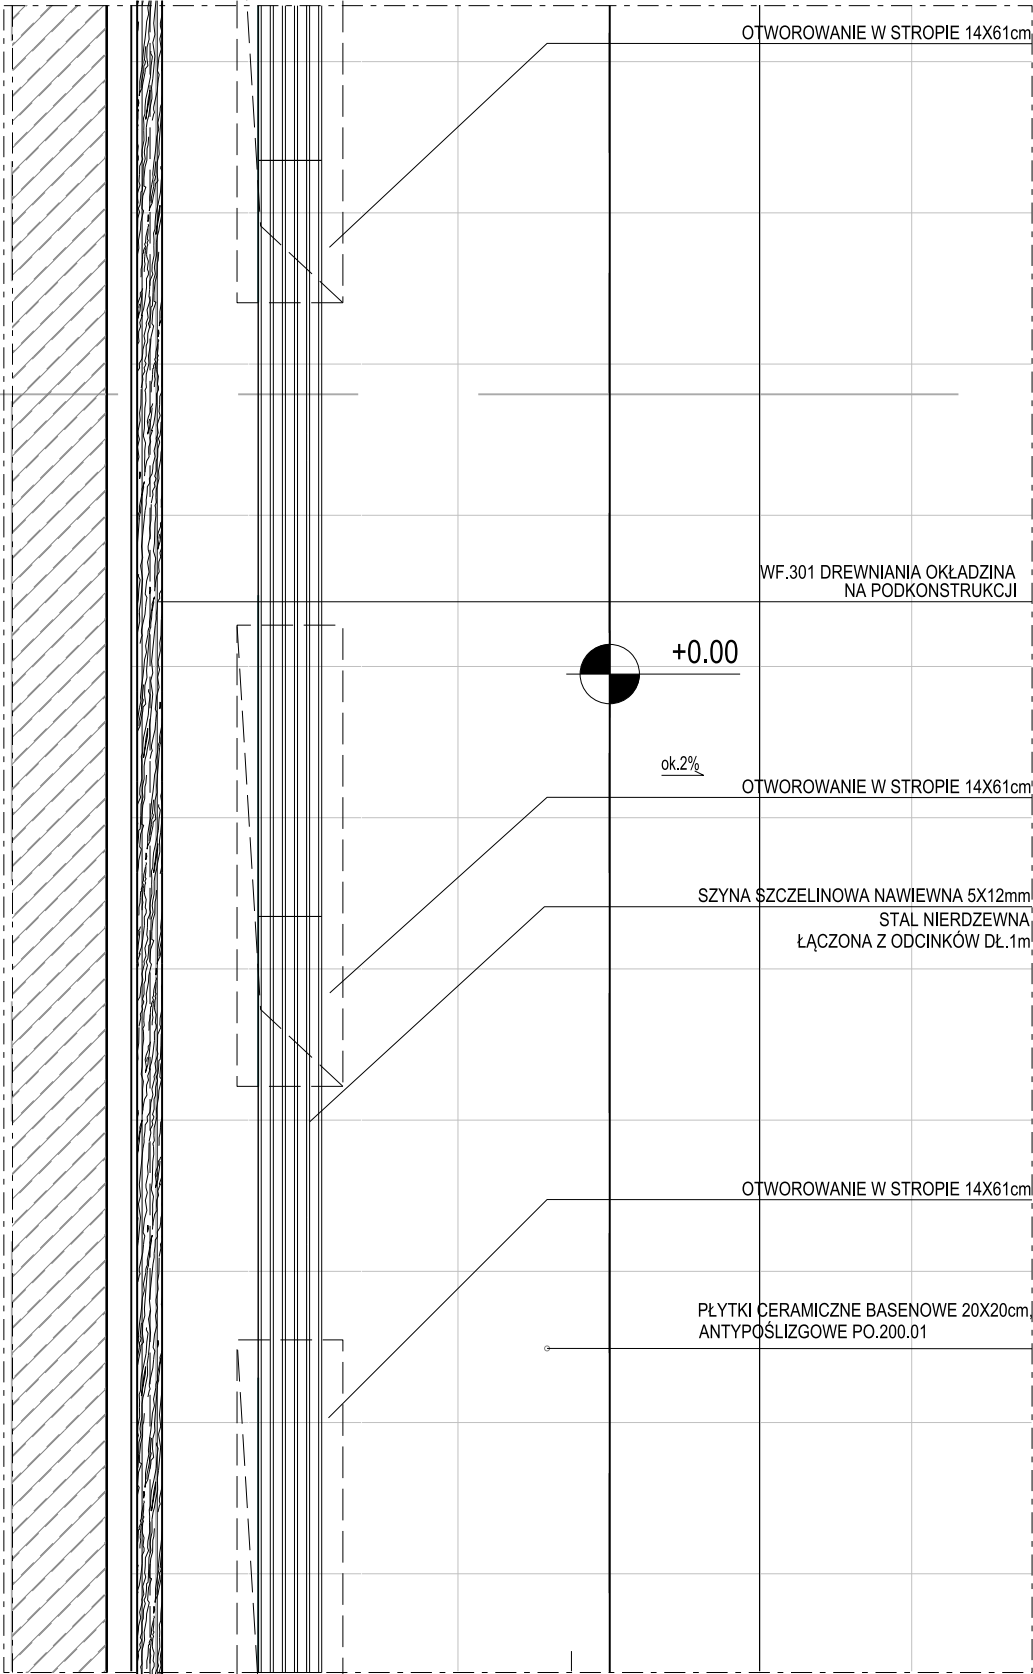 OTWOROWANIE W STROPIE 14X61cm
WF.301 DREWNIANIA OKŁADZINA
NA PODKONSTRUKCJI
+0.00
ok.2%
OTWOROWANIE W STROPIE 14X61cm
SZYNA SZCZELINOWA NAWIEWNA 5X12mm
STAL NIERDZEWNA
ŁĄCZONA Z ODCINKÓW DŁ.1m
OTWOROWANIE W STROPIE 14X61cm
PŁYTKI CERAMICZNE BASENOWE 20X20cm,
ANTYPOŚLIZGOWE PO.200.01